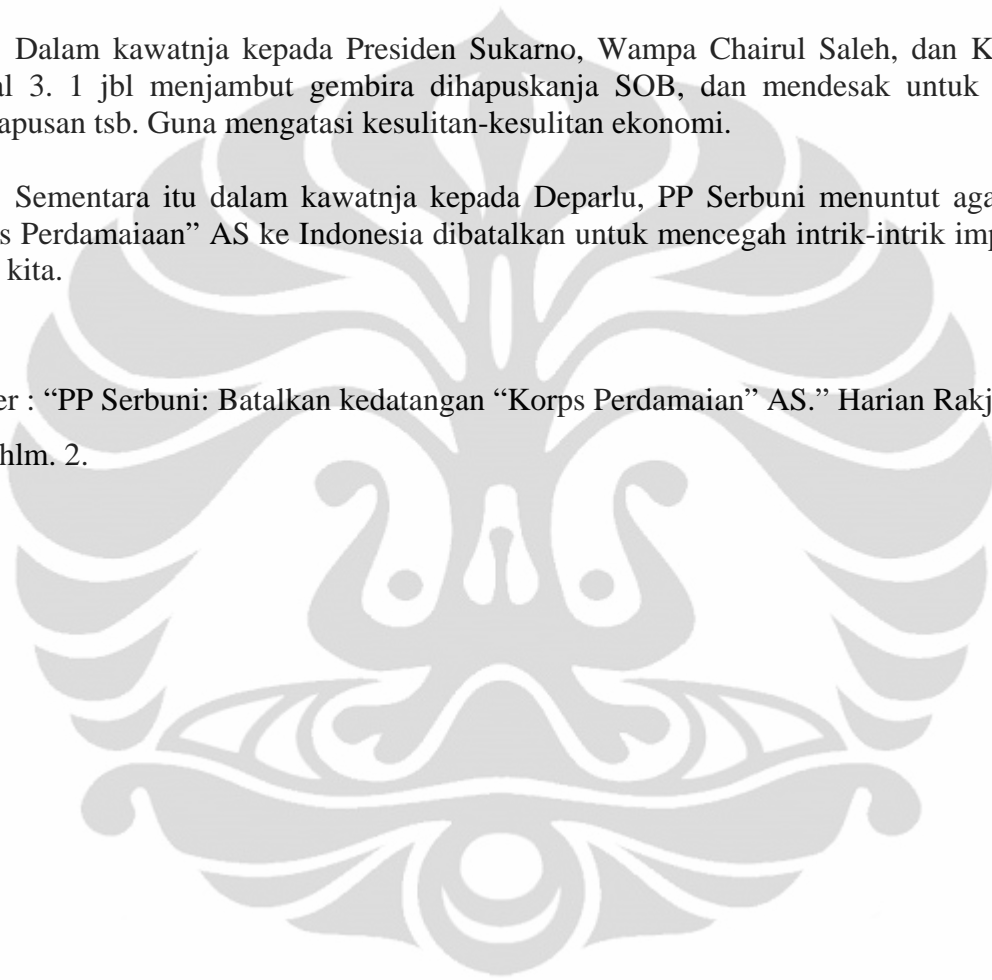 Dalam kawatnja kepada Presiden Sukarno, Wampa Chairul Saleh, dan K
al 3. 1 jbl menjambut gembira dihapuskanja SOB, dan mendesak untuk
apusan tsb. Guna mengatasi kesulitan-kesulitan ekonomi.
Sementara itu dalam kawatnja kepada Deparlu, PP Serbuni menuntut aga
s Perdamaiaan” AS ke Indonesia dibatalkan untuk mencegah intrik-intrik imp
kita.
er : “PP Serbuni: Batalkan kedatangan “Korps Perdamaian” AS.” Harian Rakj
hlm. 2.